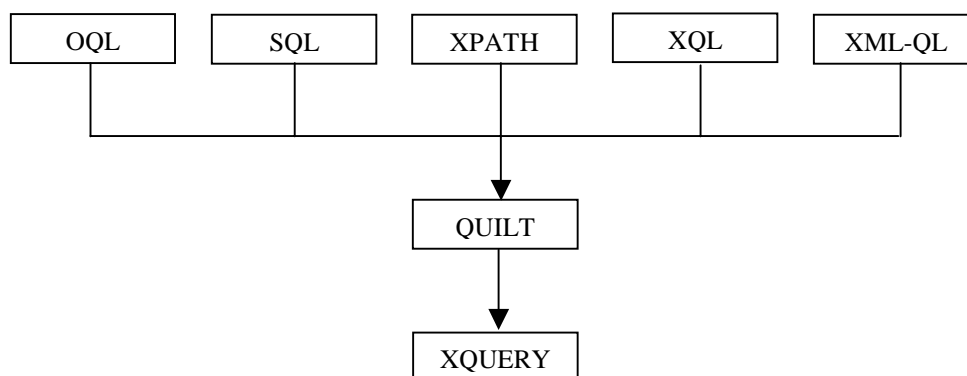 OQL
SQL
XPATH
XQL
XML-QL
QUILT
XQUERY